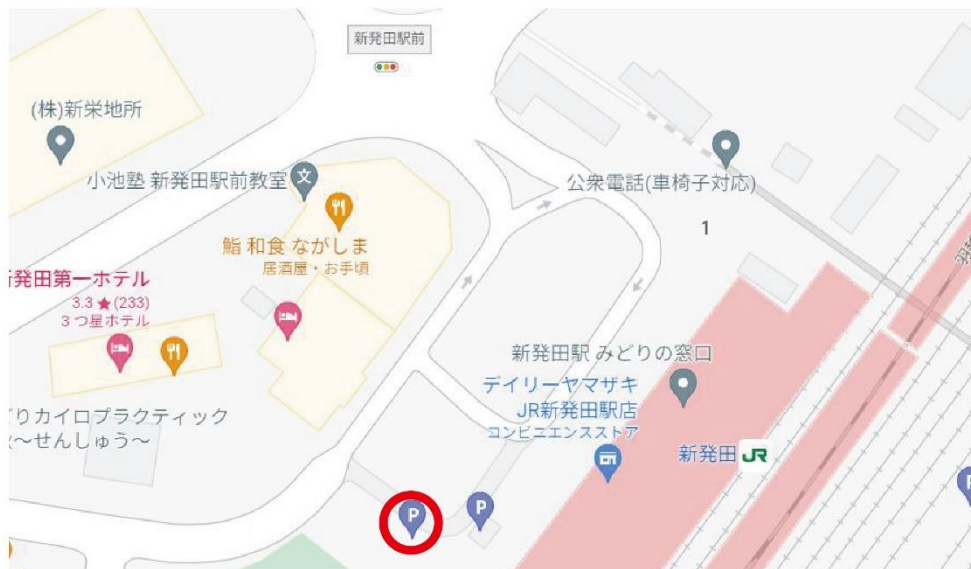 新発田駅前
(株)新栄地所
小池塾 新発田駅前教室
文
公衆電話(車椅子対応)
1
鮨 和食 ながしま
居酒屋・お手頃
発田第一ホテル
3.3 ★ (233)
3 つ星ホテル
新発田駅 みどりの窓口
デイリーヤマザキ
JR新発田駅店
コンビニエンスストア
りカイロプラクティック
〜せんしゅう〜
新発田 JR
P
P
P